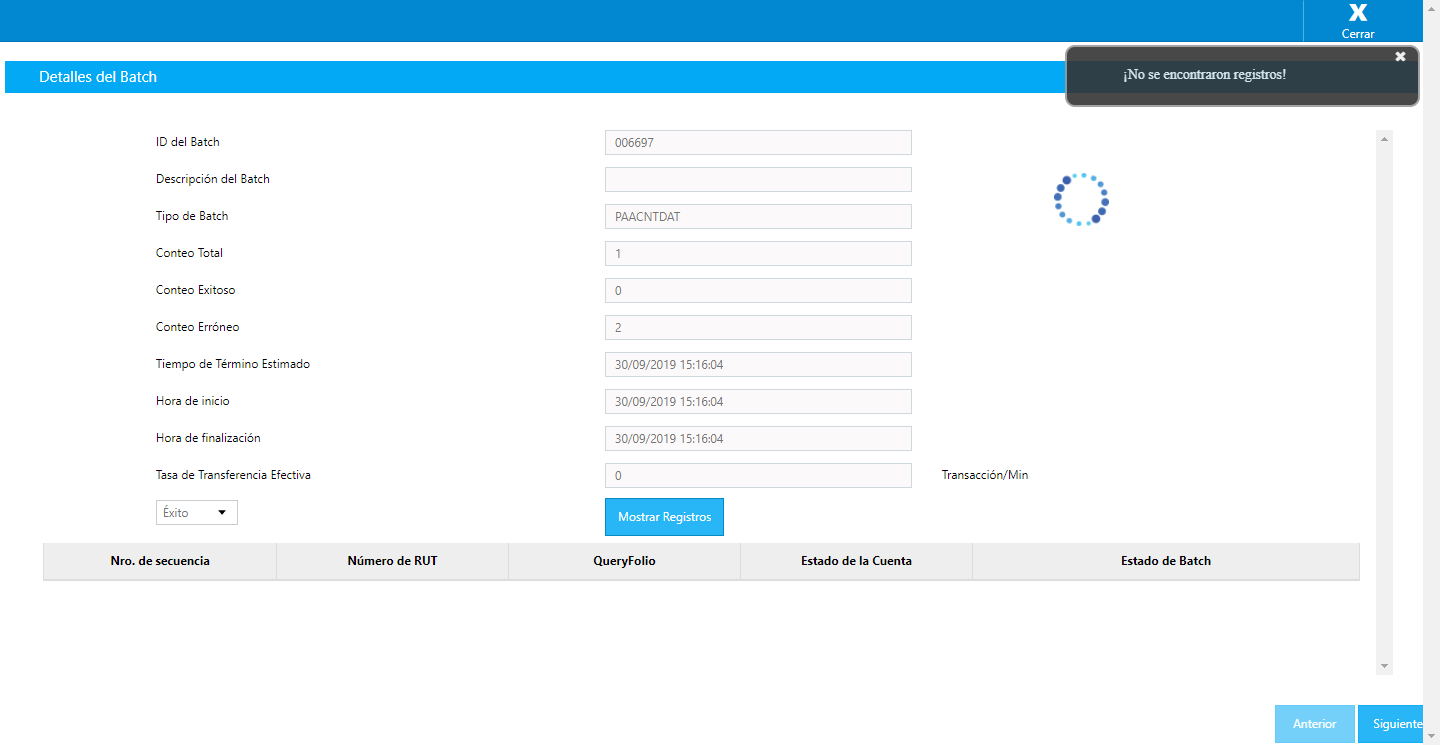 X
Cerrar
Detalles del Batch
¡No se encontraron registros!
ID del Batch
006697
Descripción del Batch
Tipo de Batch
PAACNTDAT
Conteo Total
1
Conteo Exitoso
0
Conteo Erróneo
2
Tiempo de Término Estimado
30/09/2019 15:16:04
Hora de inicio
30/09/2019 15:16:04
Hora de finalización
30/09/2019 15:16:04
Tasa de Transferencia Efectiva
0
Transacción/Min
Éxito
Mostrar Registros
Nro. de secuencia
Número de RUT
QueryFolio
Estado de la Cuenta
Estado de Batch
Anterior
Siguiente